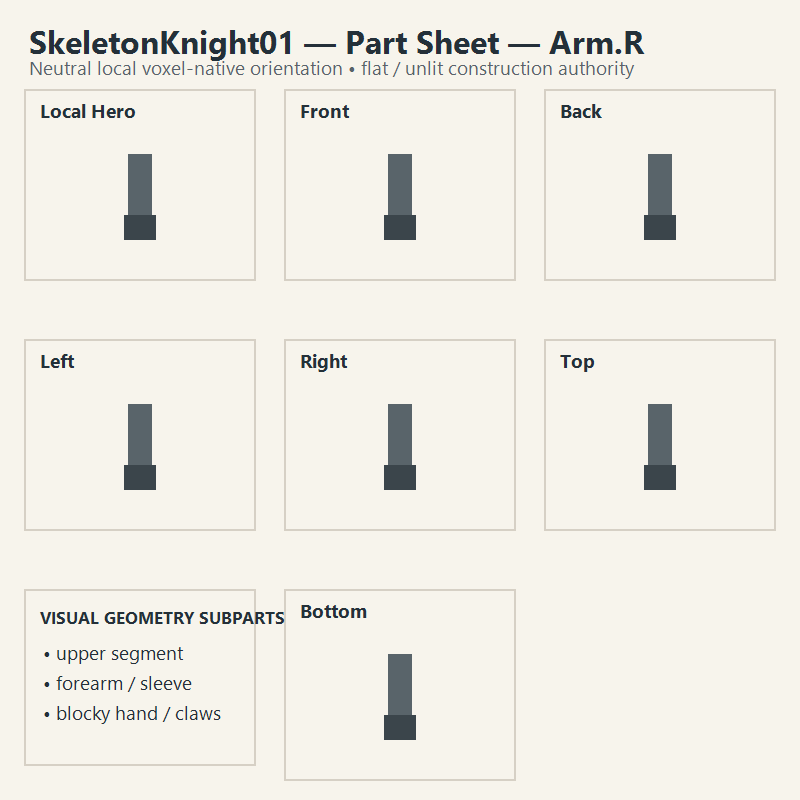 SkeletonKnight01 — Part Sheet — Arm.R
Neutral local voxel-native orientation • flat / unlit construction authority
Local Hero
Front
Back
Left
Right
Top
VISUAL GEOMETRY SUBPARTS
• upper segment
• forearm / sleeve
• blocky hand / claws
Bottom